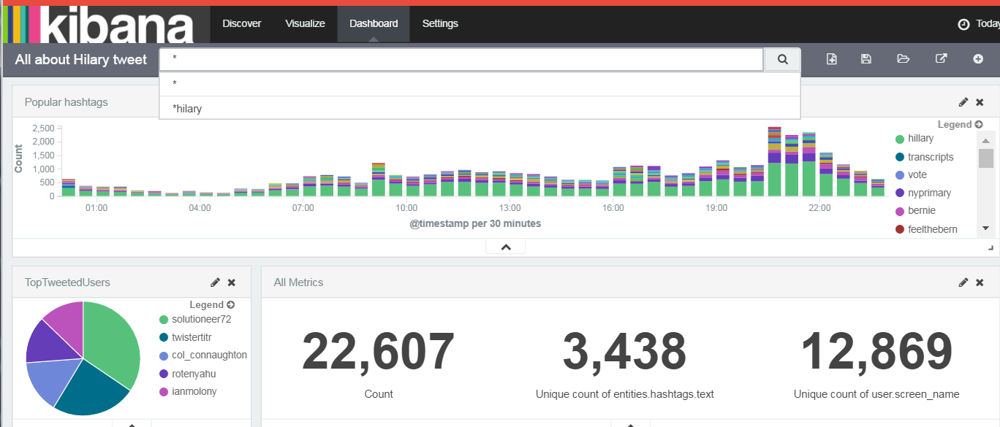 kibana
Discover Visualize Dashboard Settings Today
All about Hilary tweet *
*
*hilary
Popular hashtags
Legend
Count
2,500
2,000
1,500
1,000
500
0
01:00 04:00 07:00 10:00 13:00 16:00 19:00 22:00
@timestamp per 30 minutes
hillary
transcripts
vote
nyprimary
bernie
feelthebern
TopTweetedUsers
Legend
solutioneer72
twistertitr
col_connaughton
rotenyahu
ianmolony
All Metrics
22,607 3,438 12,869
Count Unique count of entities.hashtags.text Unique count of user.screen_name